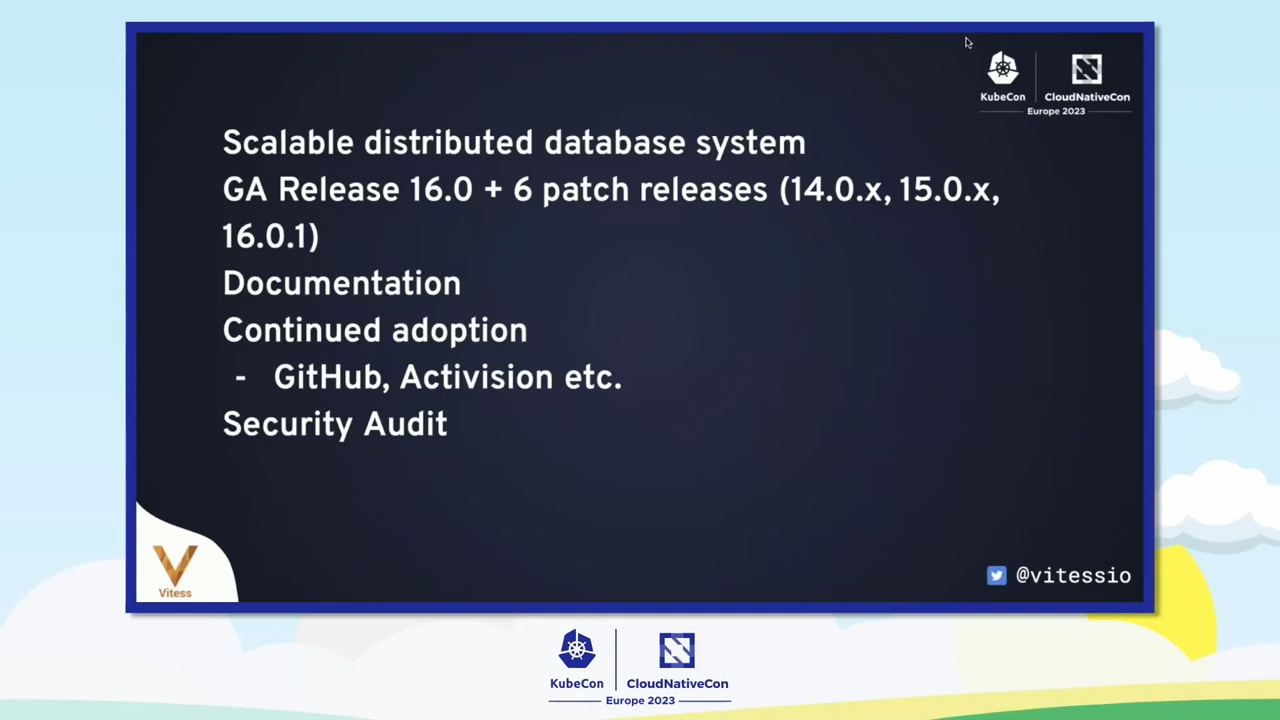 KubeCon
CloudNativeCon
Europe 2023
Scalable distributed database system
GA Release 16.0 + 6 patch releases (14.0.x, 15.0.x,
16.0.1)
Documentation
Continued adoption
- GitHub, Activision etc.
Security Audit
Vitess
@vitessio
KubeCon
CloudNativeCon
Europe 2023